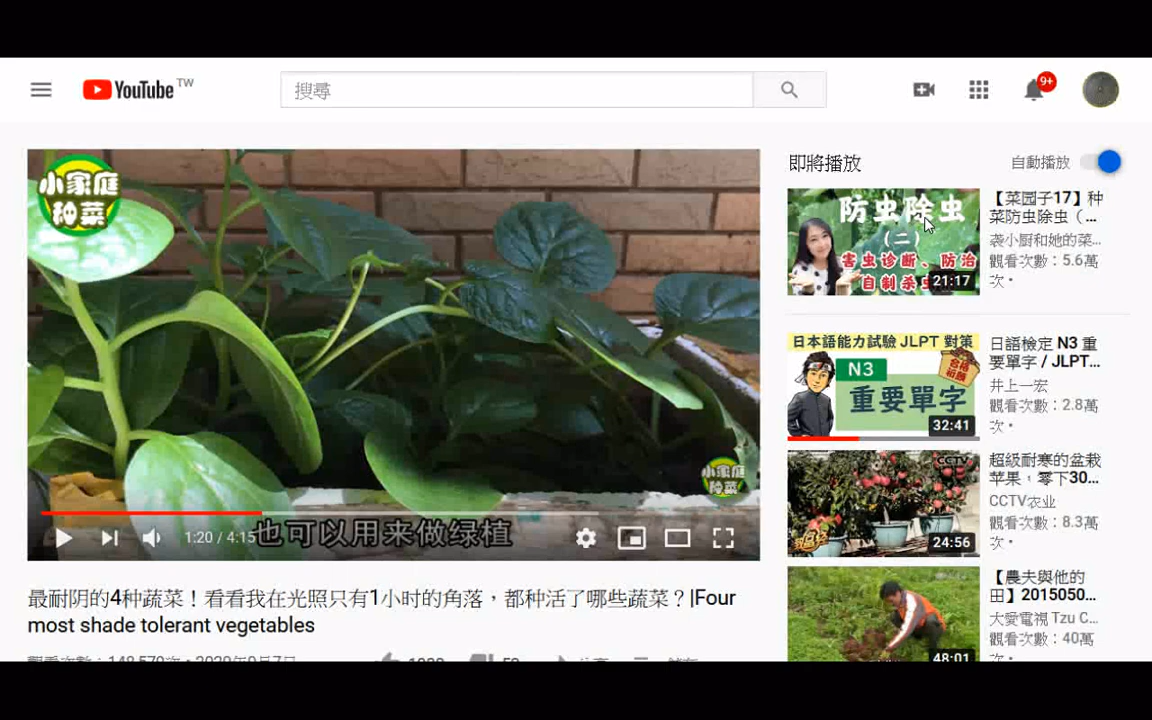 YouTube TW
搜尋
9+
小家庭
种菜
小家庭
种菜
也可以用来做绿植
1:20 / 4:15
最耐阴的4种蔬菜！看看我在光照只有1小时的角落，都种活了哪些蔬菜？|Four
most shade tolerant vegetables
即將播放
自動播放
防虫除虫
(二)
害虫诊断、防治
自制杀
21:17
【菜园子17】种
菜防虫除虫（...
袭小厨和她的菜...
觀看次數：5.6萬
次 •
日本語能力試驗 JLPT 對策
N3
合格
祈願
重要單字
32:41
日語檢定 N3 重
要單字 / JLPT...
井上一宏
觀看次數：2.8萬
次 •
CCTV
24:56
超級耐寒的盆栽
苹果，零下30...
CCTV农业
觀看次數：8.3萬
次 •
48:01
【農夫與他的
田】2015050...
大愛電視 Tzu C...
觀看次數：40萬